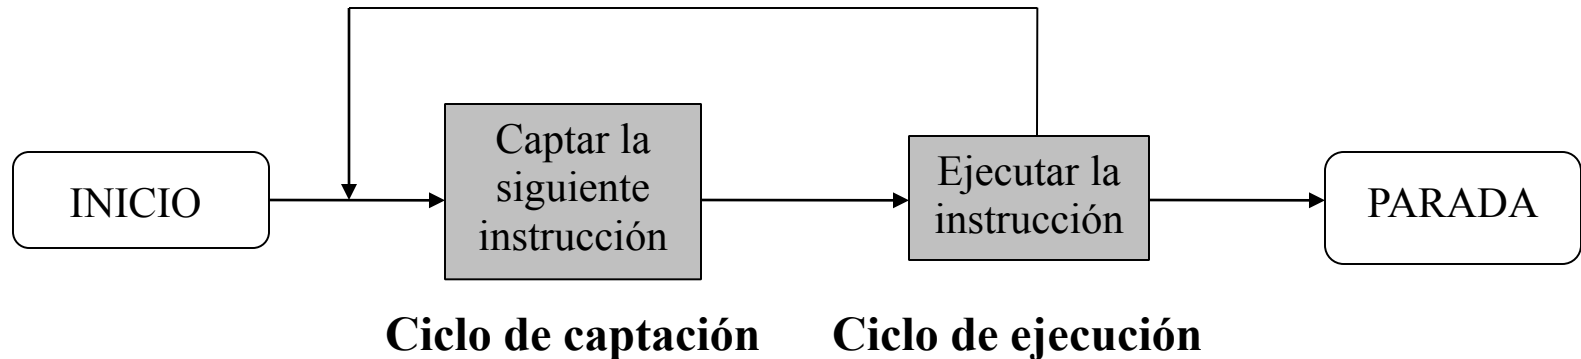 INICIO
Captar la
siguiente
instrucción
Ejecutar la
instrucción
PARADA
Ciclo de captación
Ciclo de ejecución